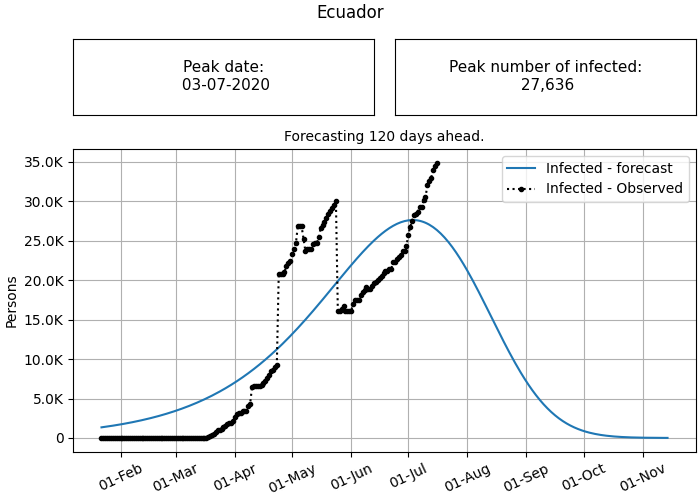 Ecuador
Peak date:
03-07-2020
Peak number of infected:
27,636
Forecasting 120 days ahead.
Infected - forecast
Infected - Observed
Persons
35.0K
30.0K
25.0K
20.0K
15.0K
10.0K
5.0K
0
01-Feb
01-Mar
01-Apr
01-May
01-Jun
01-Jul
01-Aug
01-Sep
01-Oct
01-Nov